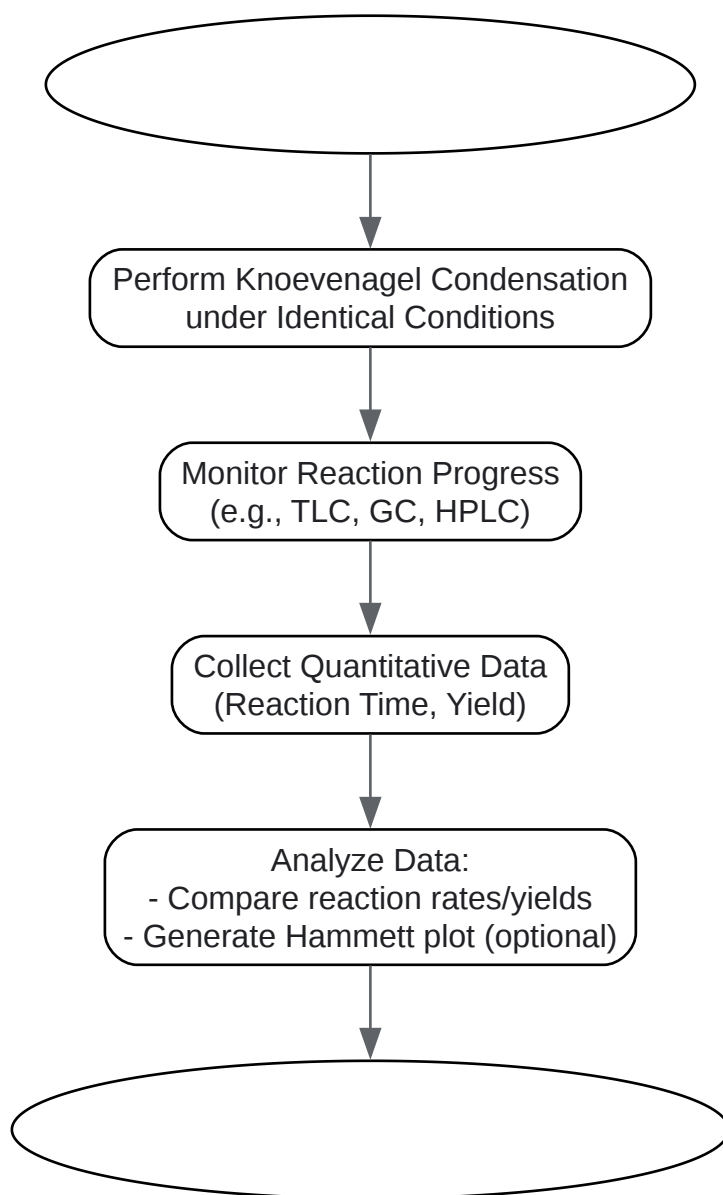 Perform Knoevenagel Condensation
under Identical Conditions
Monitor Reaction Progress
(e.g., TLC, GC, HPLC)
Collect Quantitative Data
(Reaction Time, Yield)
Analyze Data:
- Compare reaction rates/yields
- Generate Hammett plot (optional)